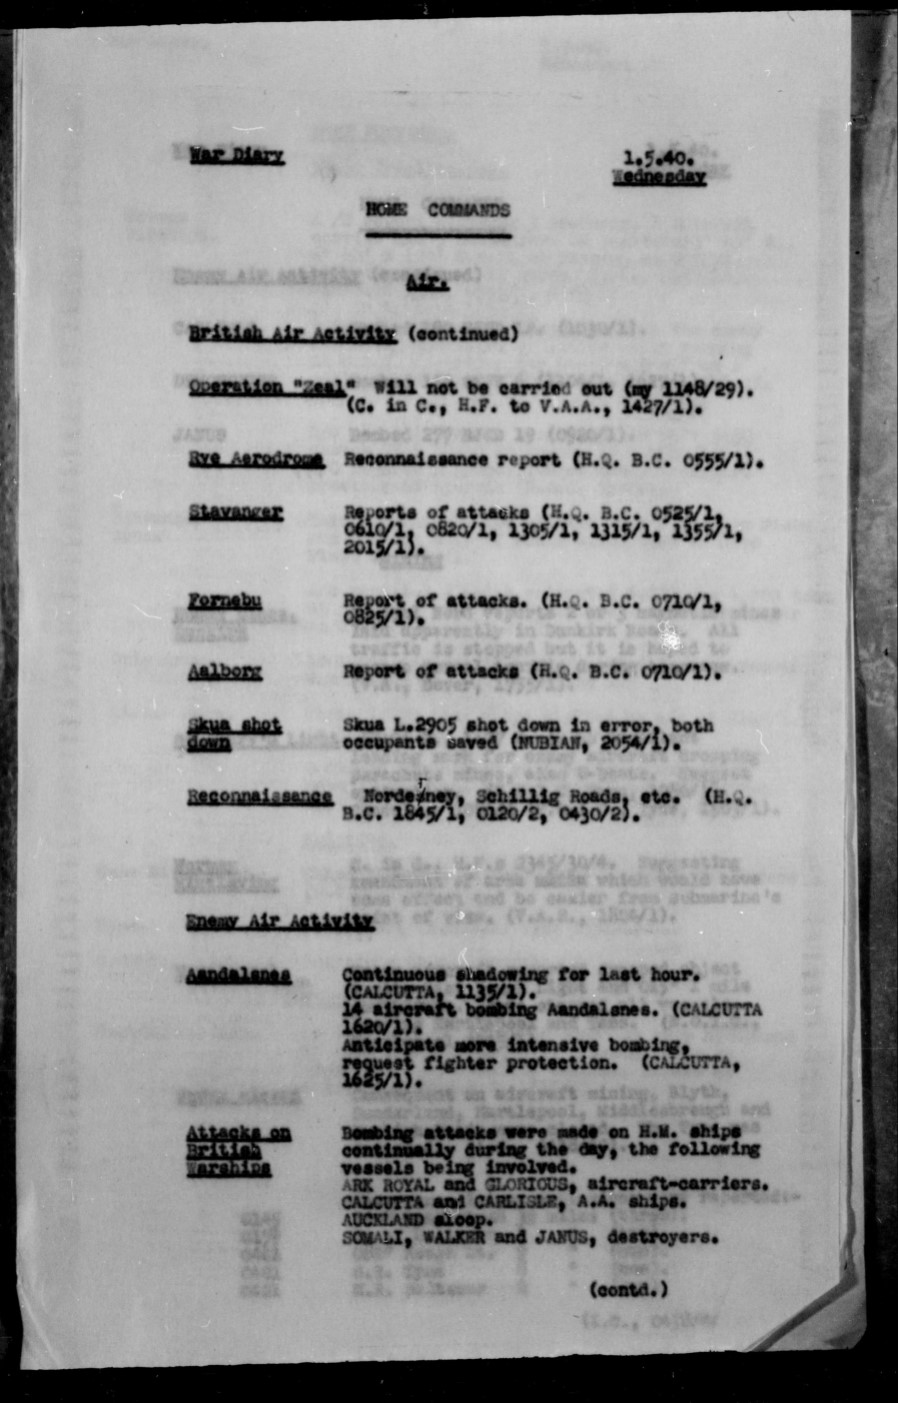 War Diary 1.5.40.
Wednesday
HOME COMMANDS
Air.
British Air Activity (continued)
Operation "Zeal" Will not be carried out (my 1148/29).
(C. in C., H.F. to V.A.A., 1427/1).
Rye Aerodrome Reconnaissance report (H.Q. B.C. 0555/1).
Stavanger Reports of attacks (H.Q. B.C. 0525/1,
0610/1, 0820/1, 1305/1, 1315/1, 1355/1,
2015/1).
Fornebu Report of attacks. (H.Q. B.C. 0710/1,
0825/1).
Aalborg Report of attacks (H.Q. B.C. 0710/1).
Skua shot Skua L.2905 shot down in error, both
down occupants saved (NUBIAN, 2054/1).
Reconnaissance Norderney, Schillig Roads, etc. (H.Q.
B.C. 1845/1, 0120/2, 0430/2).
Enemy Air Activity
Aandalsnes Continuous shadowing for last hour.
(CALCUTTA, 1135/1).
14 aircraft bombing Aandalsnes. (CALCUTTA
1620/1).
Anticipate more intensive bombing,
request fighter protection. (CALCUTTA,
1625/1).
Attacks on Bombing attacks were made on H.M. ships
British continually during the day, the following
Warships vessels being involved.
ARK ROYAL and GLORIOUS, aircraft-carriers.
CALCUTTA and CARLISLE, A.A. ships.
AUCKLAND sloop.
SOMALI, WALKER and JANUS, destroyers.
(contd.)